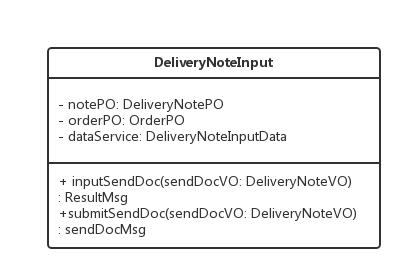 DeliveryNoteInput
- notePO: DeliveryNotePO
- orderPO: OrderPO
- dataService: DeliveryNoteInputData
+ inputSendDoc(sendDocVO: DeliveryNoteVO)
: ResultMsg
+submitSendDoc(sendDocVO: DeliveryNoteVO)
: sendDocMsg